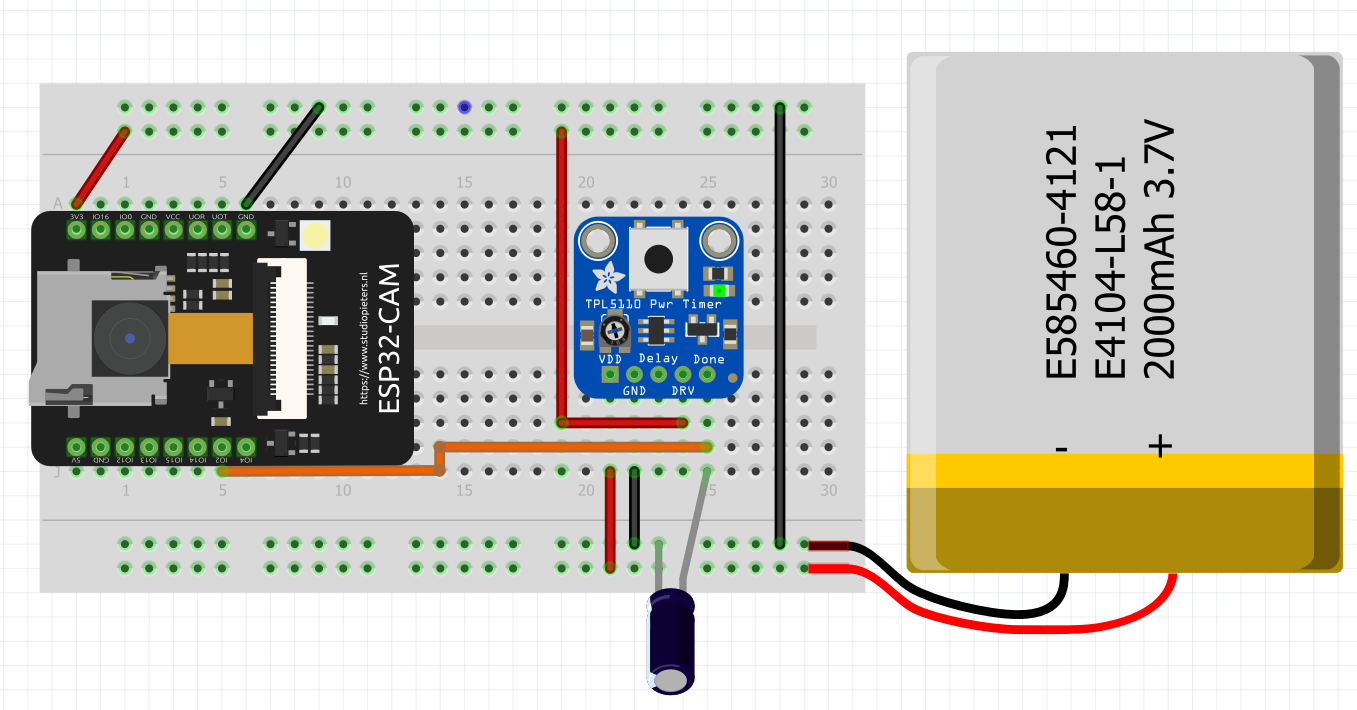 1 5 10 15 20 25 30
A
3V3 IO16 IO0 GND VCC UOR UOT GND
https://www.studiopieters.nl
ESP32-CAM
5V GND IO12 IO13 IO15 IO14 IO2 IO4
TPL5110 Pwr Timer
VDD Delay Done
GND DRV
J
1 5 10 15 20 25 30
E585460-4121
E4104-L58-1
2000mAh 3.7V
- +